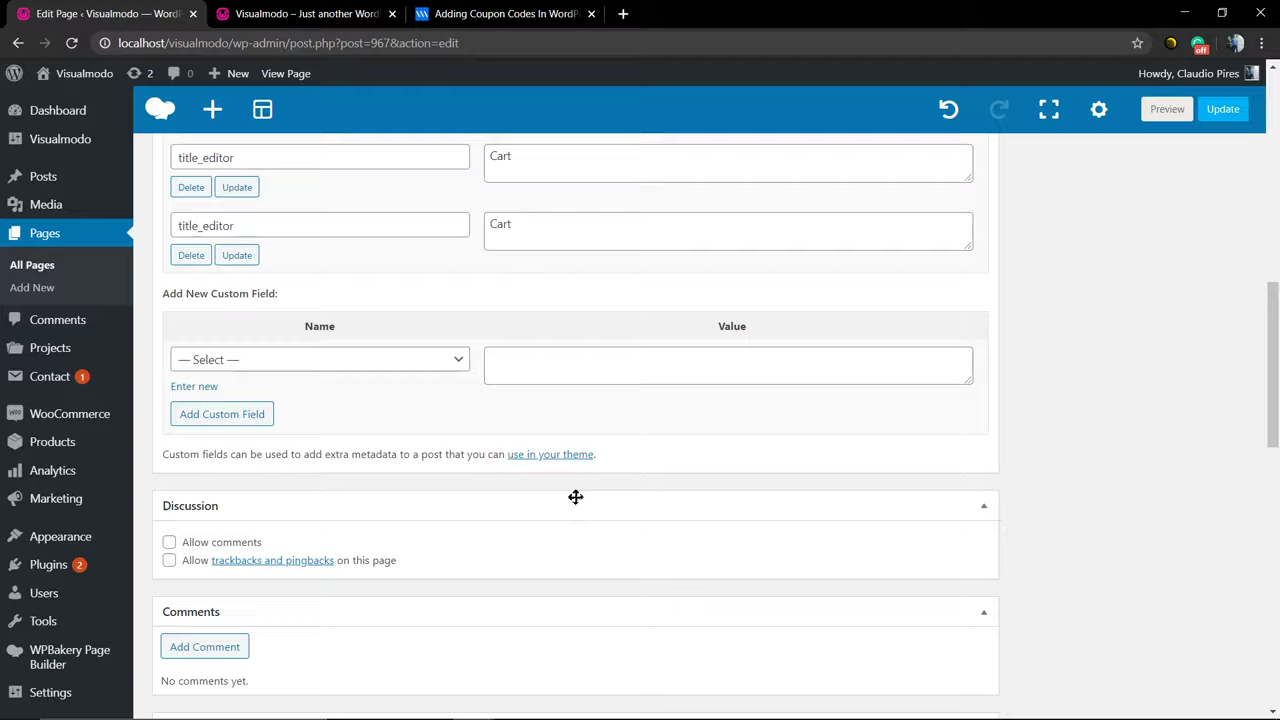 Edit Page ‹ Visualmodo — WordPr
Visualmodo – Just another WordP
Adding Coupon Codes In WordPr
localhost/visualmodo/wp-admin/post.php?post=967&action=edit
off
Visualmodo
2
0
New
View Page
Howdy, Claudio Pires
Dashboard
Visualmodo
Posts
Media
Pages
All Pages
Add New
Comments
Projects
Contact 1
WooCommerce
Products
Analytics
Marketing
Appearance
Plugins 2
Users
Tools
WPBakery Page
Builder
Settings
Preview
Update
title_editor
Cart
Delete
Update
title_editor
Cart
Delete
Update
Add New Custom Field:
Name
Value
— Select —
Enter new
Add Custom Field
Custom fields can be used to add extra metadata to a post that you can use in your theme.
Discussion
Allow comments
Allow trackbacks and pingbacks on this page
Comments
Add Comment
No comments yet.